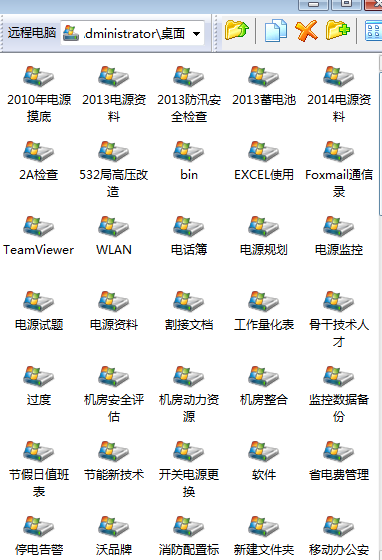 远程电脑 .dministrator\桌面
2010年电源
摸底
2013电源资
料
2013防汛安
全检查
2013蓄电池
2014电源资
料
2A检查
532局高压改
造
bin
EXCEL使用
Foxmail通信
录
TeamViewer
WLAN
电话簿
电源规划
电源监控
电源试题
电源资料
割接文档
工作量化表
骨干技术人
才
过度
机房安全评
估
机房动力资
源
机房整合
监控数据备
份
节假日值班
表
节能新技术
开关电源更
换
软件
省电费管理
停电告警
沃品牌
消防配置标
新建文件夹
移动办公安